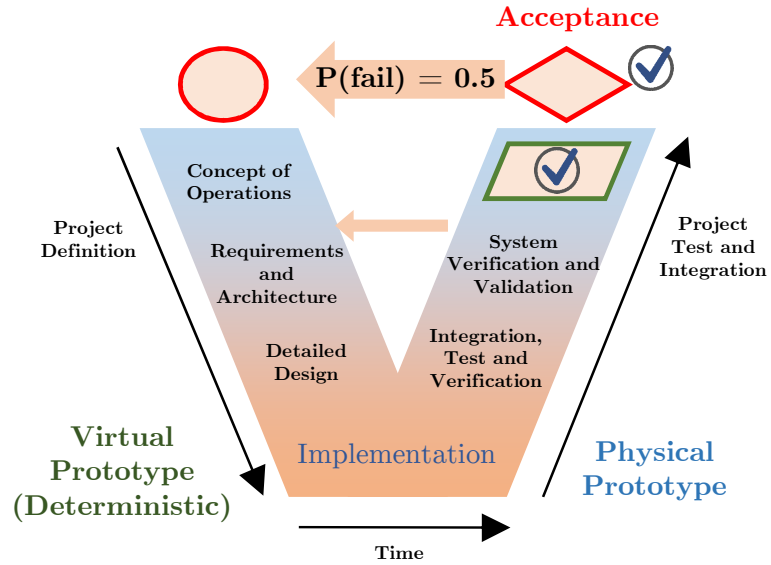 Acceptance
P(fail) = 0.5
Concept of
Operations
Project
Definition
Requirements
and
Architecture
Detailed
Design
System
Verification and
Validation
Integration,
Test and
Verification
Project
Test and
Integration
Virtual
Prototype
(Deterministic)
Implementation
Physical
Prototype
Time